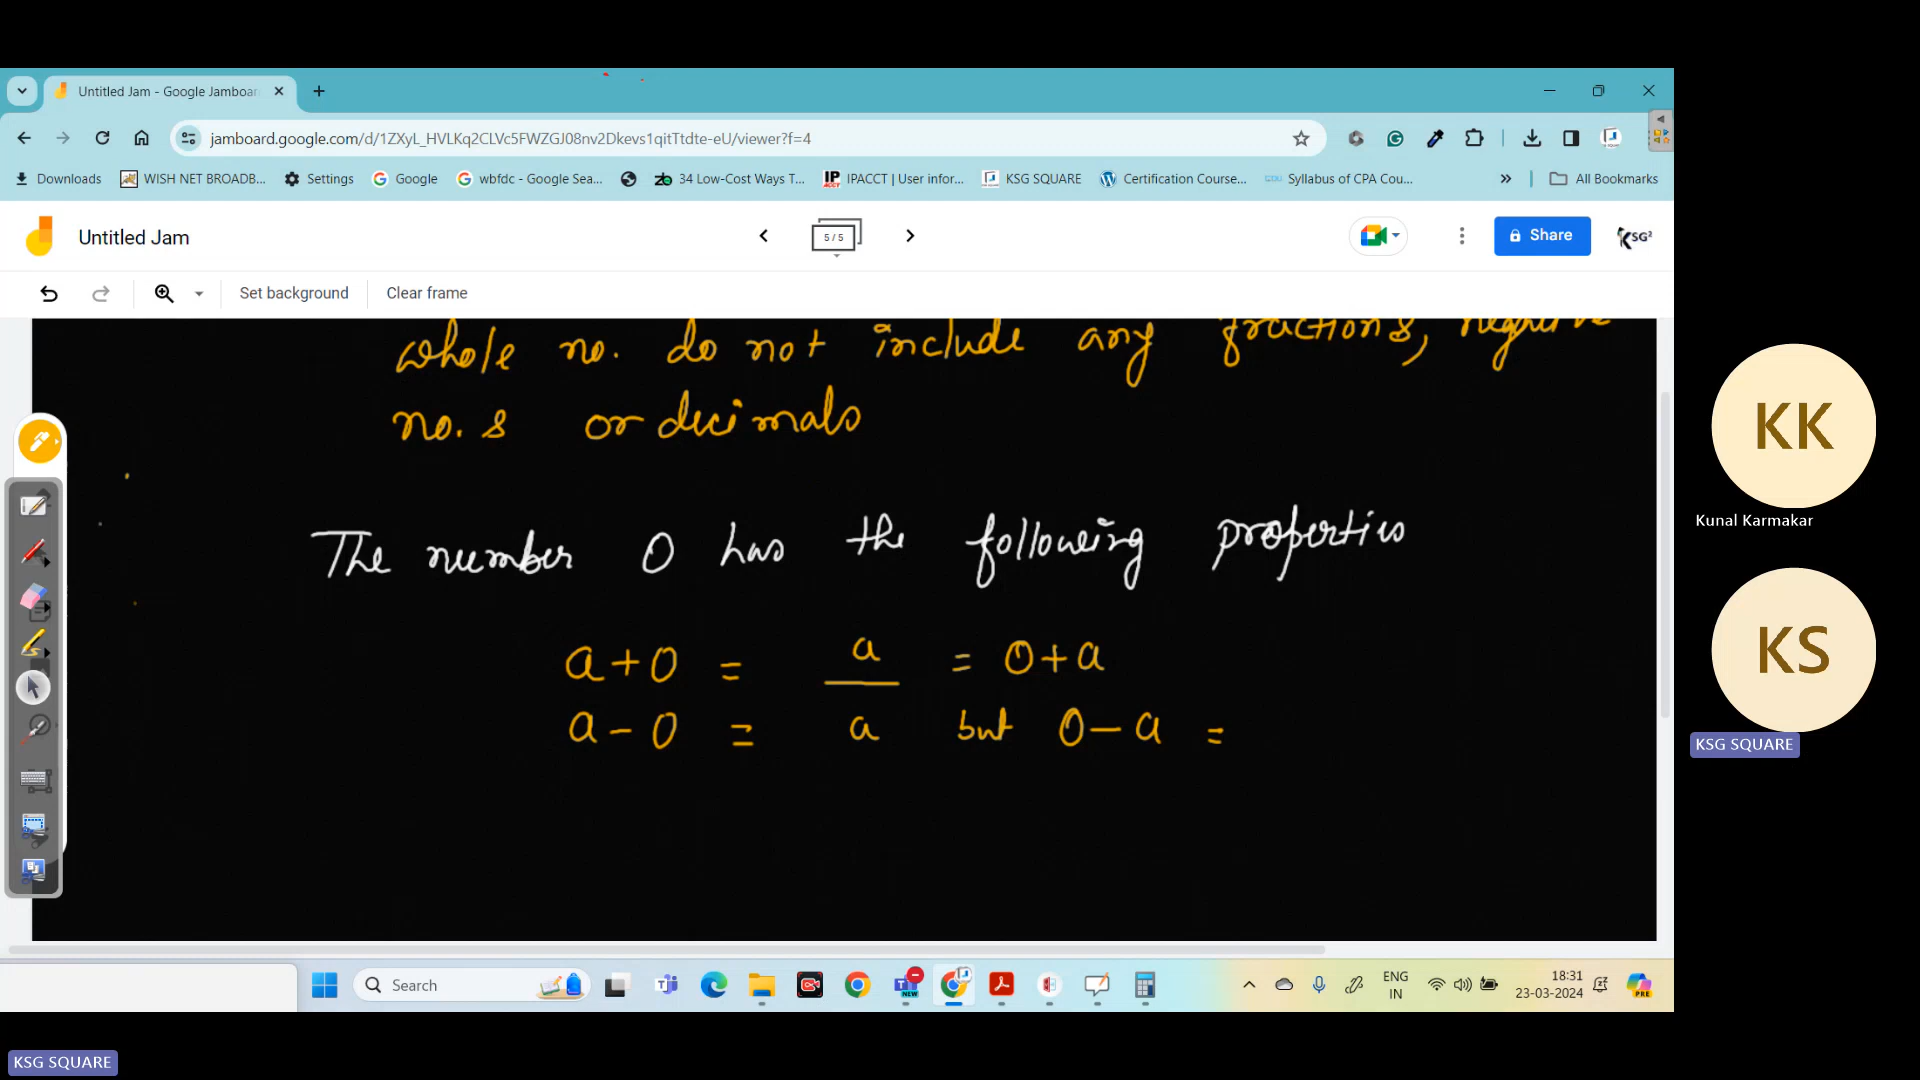 Untitled Jam - Google Jamboar
jamboard.google.com/d/1ZXyL_HVLKq2CLVc5FWZGJ08nv2Dkevs1qitTtdte-eU/viewer?f=4
Downloads WISH NET BROADB... Settings Google wbfdc - Google Sea... 34 Low-Cost Ways T... IPACCT | User infor... KSG SQUARE Certification Course... Syllabus of CPA Cou... » All Bookmarks
Untitled Jam 5 / 5 Share KSG²
Set background Clear frame
whole no. do not include any fractions, negative
no.s or decimals
The number 0 has the following properties
a + 0 = a = 0 + a
a - 0 = a but 0 - a =
KK
Kunal Karmakar
KS
KSG SQUARE
Search ENG 18:31
IN 23-03-2024
KSG SQUARE